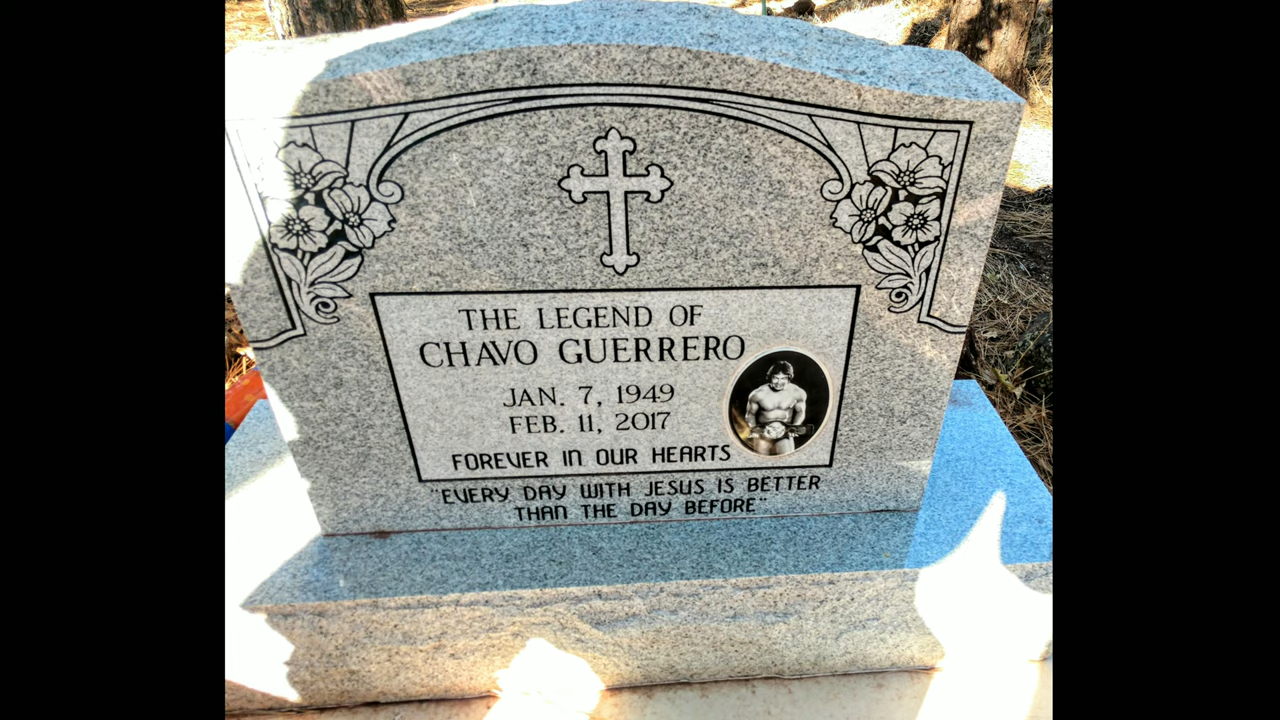 THE LEGEND OF
CHAVO GUERRERO
JAN. 7, 1949
FEB. 11, 2017
FOREVER IN OUR HEARTS
"EVERY DAY WITH JESUS IS BETTER
THAN THE DAY BEFORE"